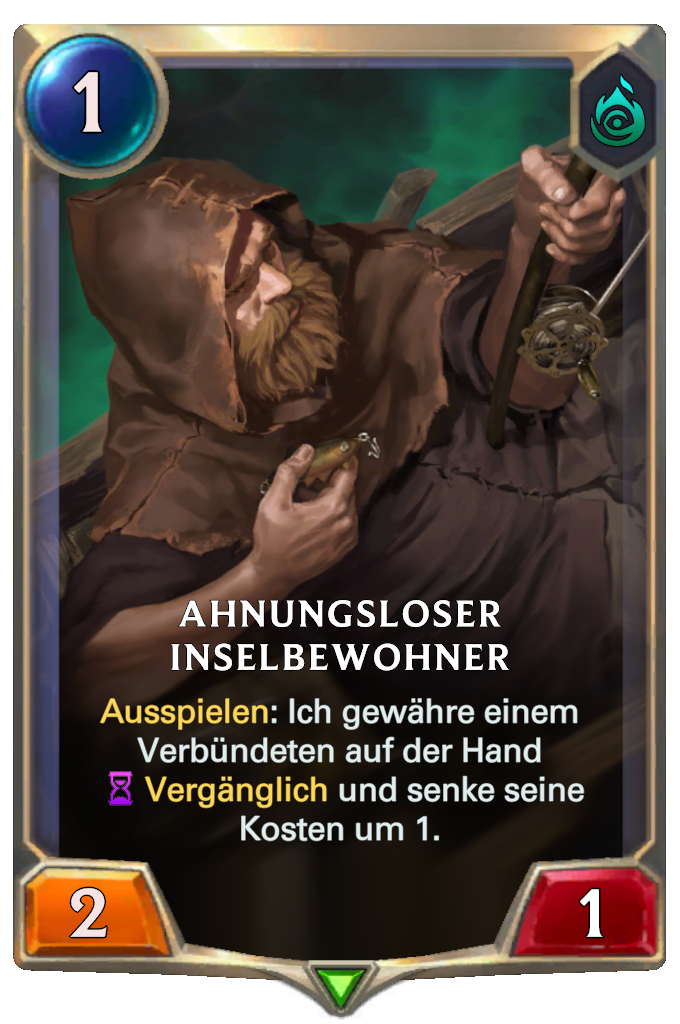 1
AHNUNGSLOSER
INSELBEWOHNER
Ausspielen: Ich gewähre einem
Verbündeten auf der Hand
Vergänglich und senke seine
Kosten um 1.
2
1